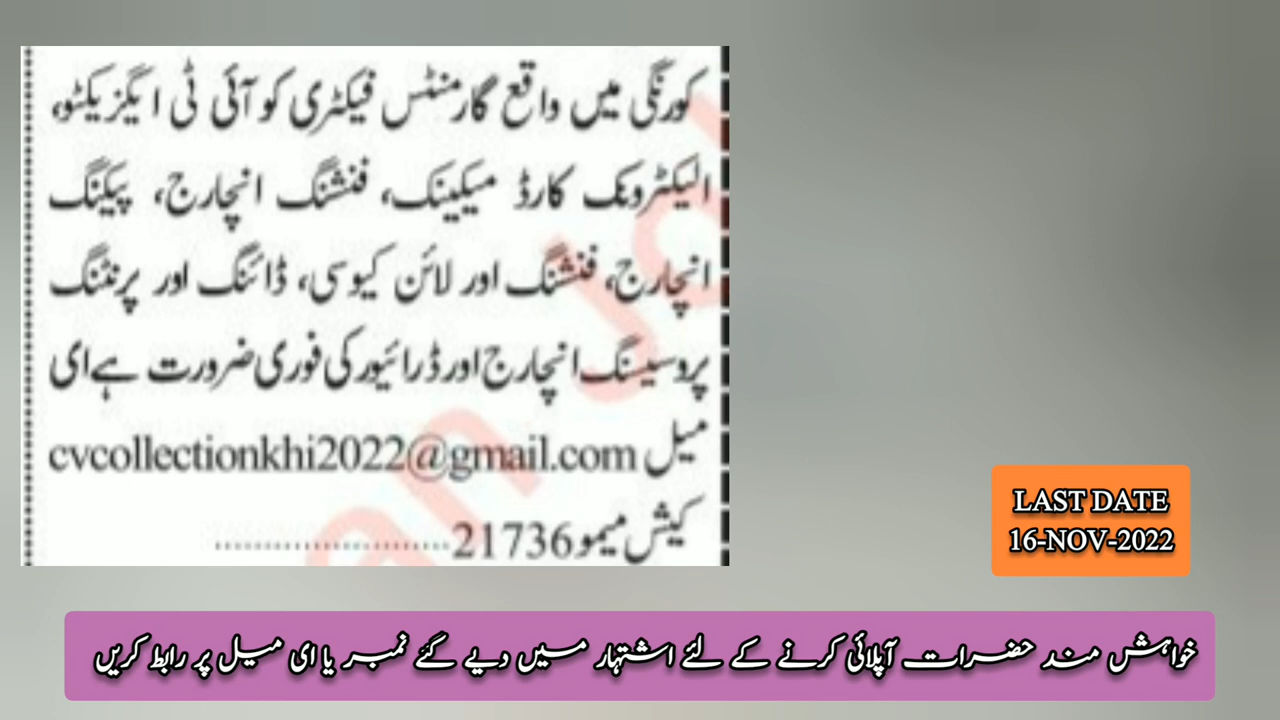 کورنگی میں واقع گارمنٹس فیکٹری کو آئی ٹی ایگزیکٹو،
الیکٹرونک کارڈ میکینک، فنشنگ انچارج، پیکنگ
انچارج، فنشنگ اور لائن کیوسی، ڈائنگ اور پرنٹنگ
پروسیسنگ انچارج اور ڈرائیور کی فوری ضرورت ہے ای
میل cvcollectionkhi2022@gmail.com
کیش میمو 21736
LAST DATE
16-NOV-2022
خواہش مند حضرات آپلائی کرنے کے لئے اشتہار میں دیے گئے نمبر یا ای میل پر رابط کریں